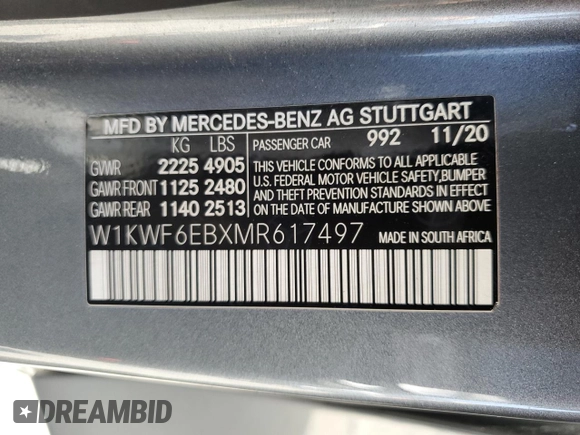 MFD BY MERCEDES-BENZ AG STUTTGART
KG LBS PASSENGER CAR 992 11/20
GVWR 2225 4905 THIS VEHICLE CONFORMS TO ALL APPLICABLE
U.S. FEDERAL MOTOR VEHICLE SAFETY,BUMPER
GAWR FRONT 1125 2480 AND THEFT PREVENTION STANDARDS IN EFFECT
GAWR REAR 1140 2513 ON THE DATE OF MANUFACTURE SHOWN ABOVE
W1KWF6EBXMR617497 MADE IN SOUTH AFRICA
DREAMBID